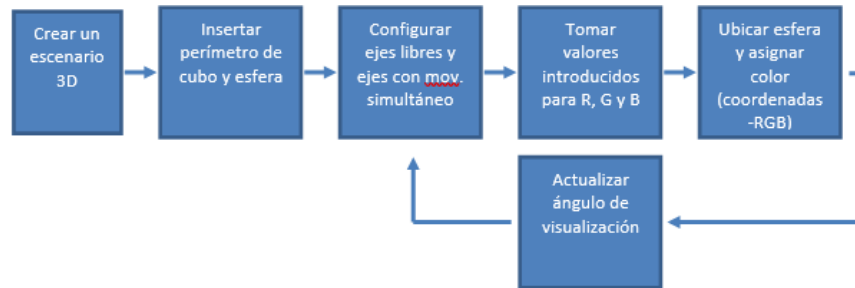 Crear un
escenario
3D
Insertar
perímetro de
cubo y esfera
Configurar
ejes libres y
ejes con mov.
simultáneo
Tomar
valores
introducidos
para R, G y B
Ubicar esfera
y asignar
color
(coordenadas
-RGB)
Actualizar
ángulo de
visualización